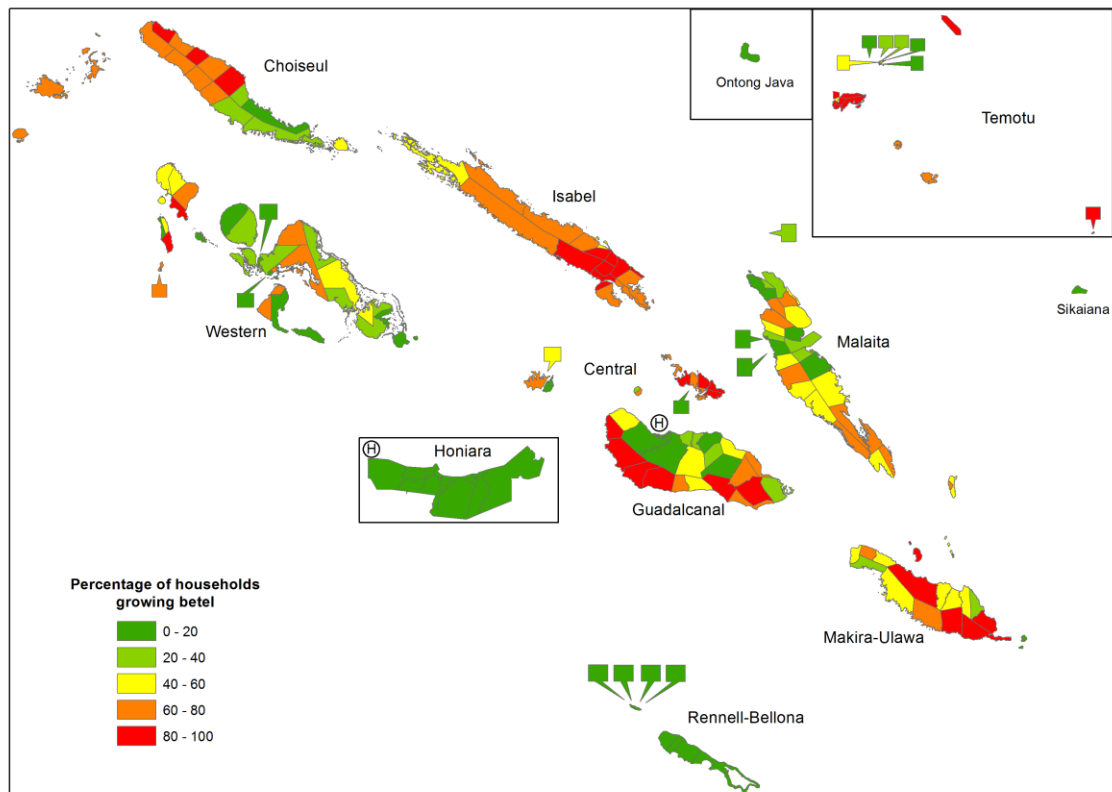 Choiseul
Ontong Java
Temotu
Isabel
Sikaiana
Western
Malaita
Central
H
H
Honiara
Guadalcanal
Percentage of households
growing betel
0 - 20
20 - 40
40 - 60
60 - 80
80 - 100
Makira-Ulawa
Rennell-Bellona